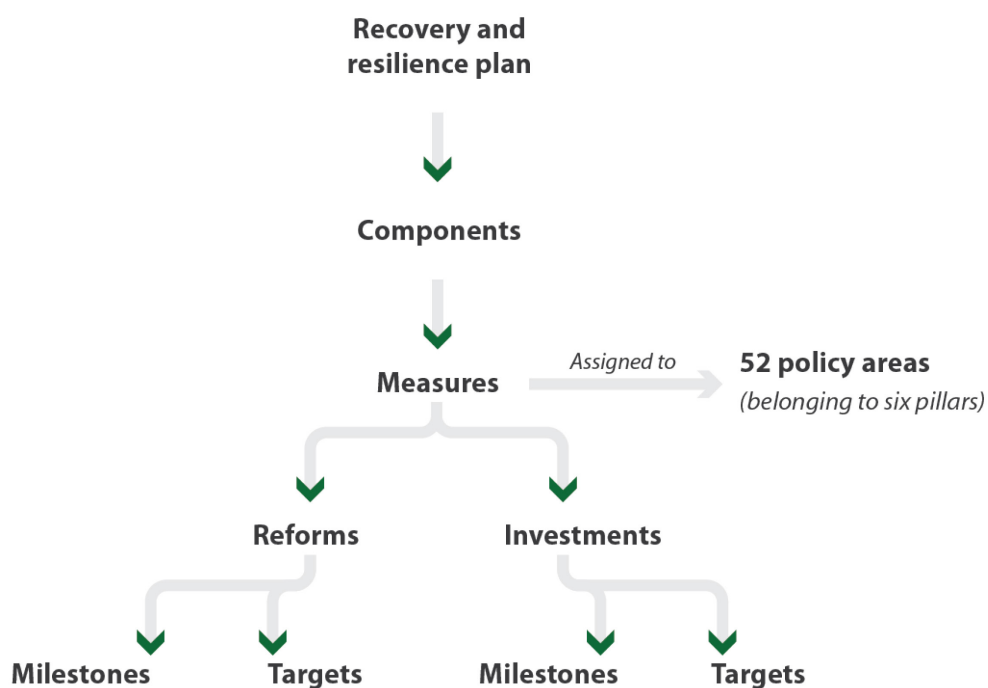 Recovery and
resilience plan
Components
Measures
Assigned to
52 policy areas
(belonging to six pillars)
Reforms
Investments
Milestones
Targets
Milestones
Targets